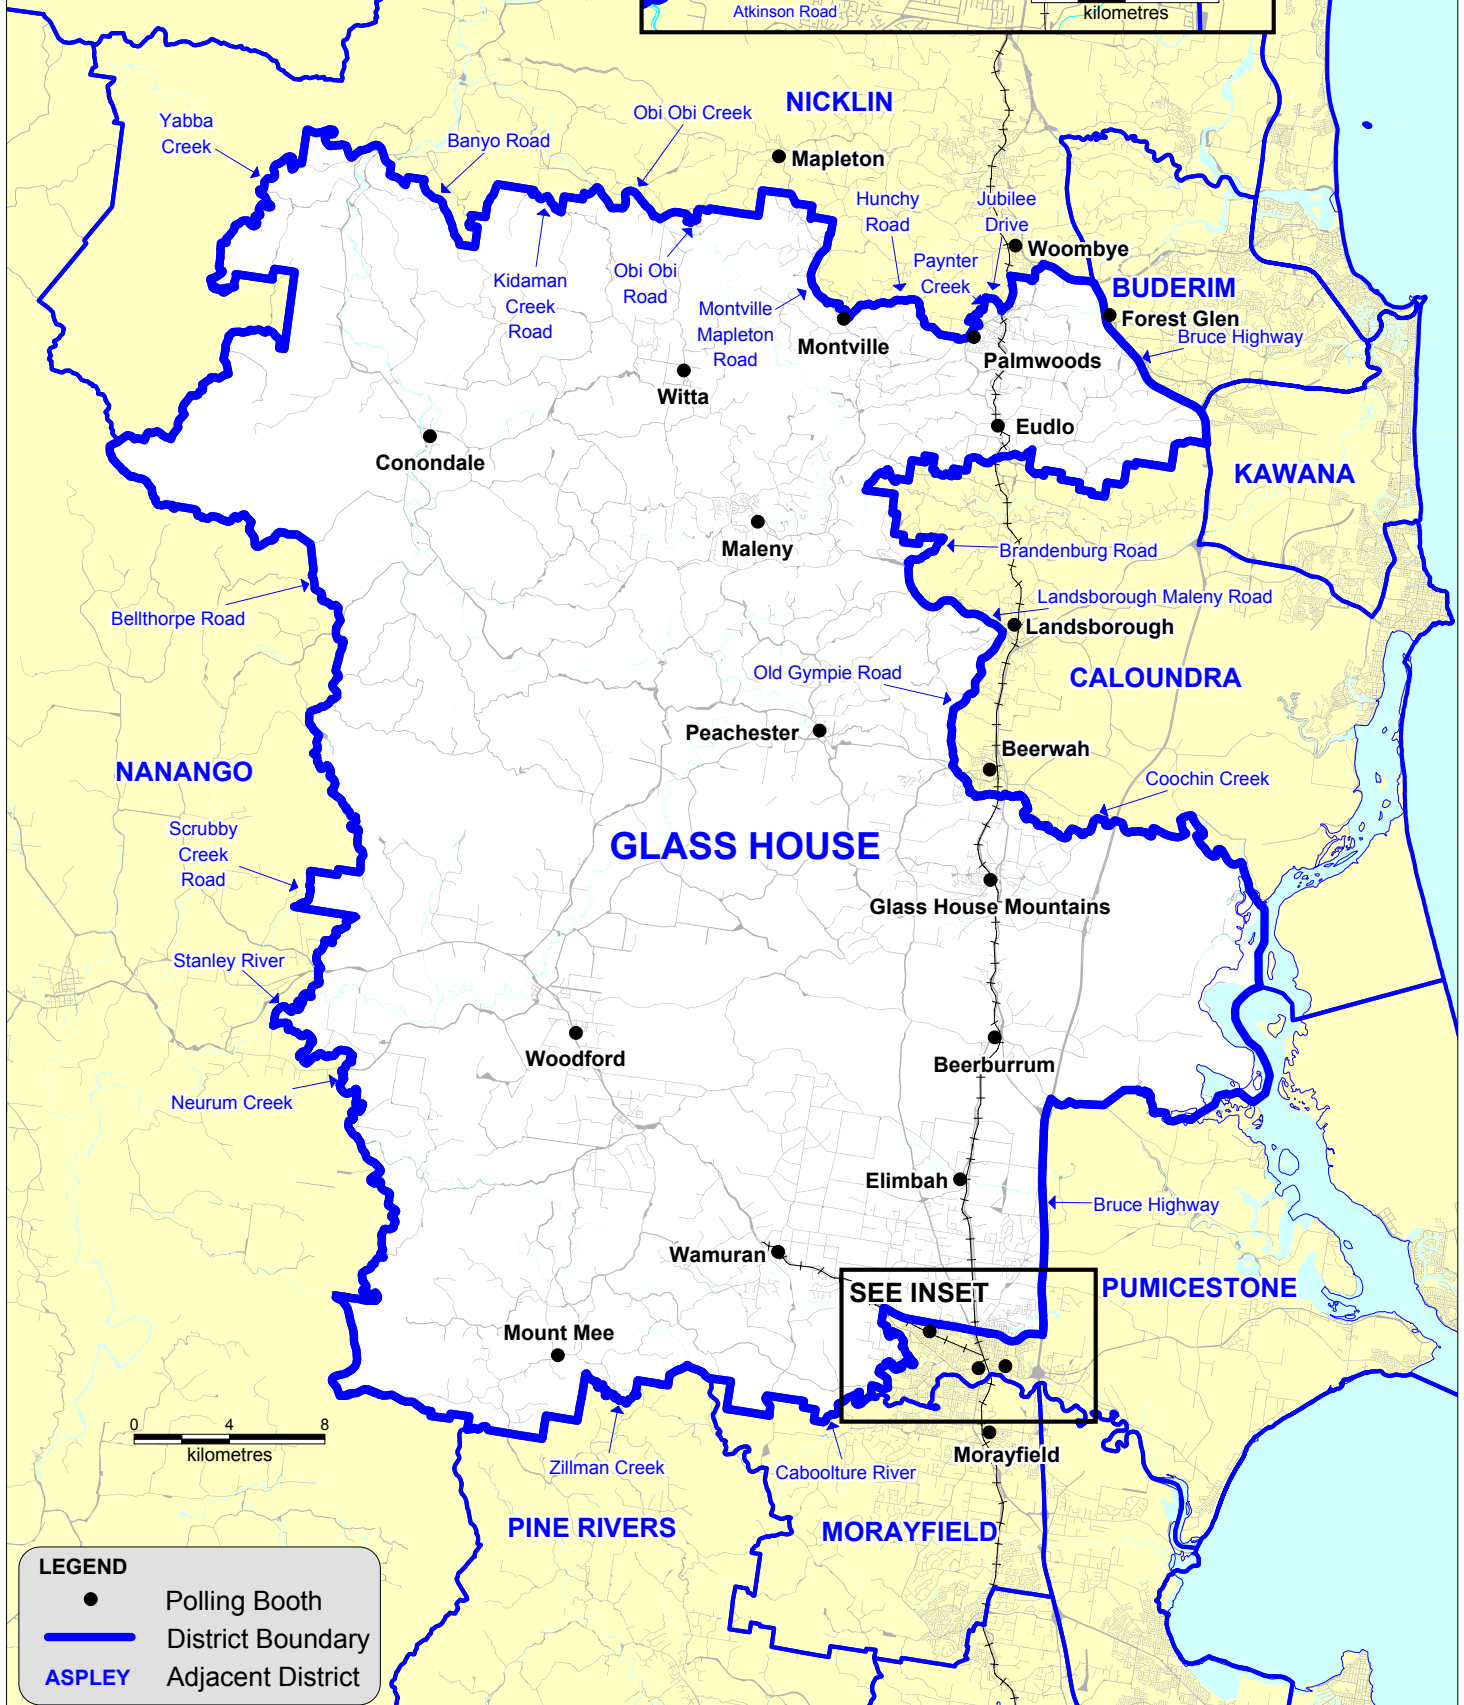 Atkinson Road
kilometres
NICKLIN
Obi Obi Creek
Yabba
Creek
Banyo Road
Mapleton
Hunchy
Road
Jubilee
Drive
Woombye
Paynter
Creek
Kidaman
Creek
Road
Obi Obi
Road
Montville
Mapleton
Road
BUDERIM
Forest Glen
Bruce Highway
Montville
Palmwoods
Witta
Eudlo
Conondale
KAWANA
Maleny
Brandenburg Road
Bellthorpe Road
Landsborough Maleny Road
Landsborough
Old Gympie Road
CALOUNDRA
Peachester
Beerwah
NANANGO
Coochin Creek
Scrubby
Creek
Road
GLASS HOUSE
Glass House Mountains
Stanley River
Woodford
Beerburrum
Neurum Creek
Elimbah
Bruce Highway
Wamuran
SEE INSET
PUMICESTONE
Mount Mee
0 4 8
kilometres
Morayfield
Zillman Creek
Caboolture River
PINE RIVERS
MORAYFIELD
LEGEND
Polling Booth
District Boundary
ASPLEY Adjacent District